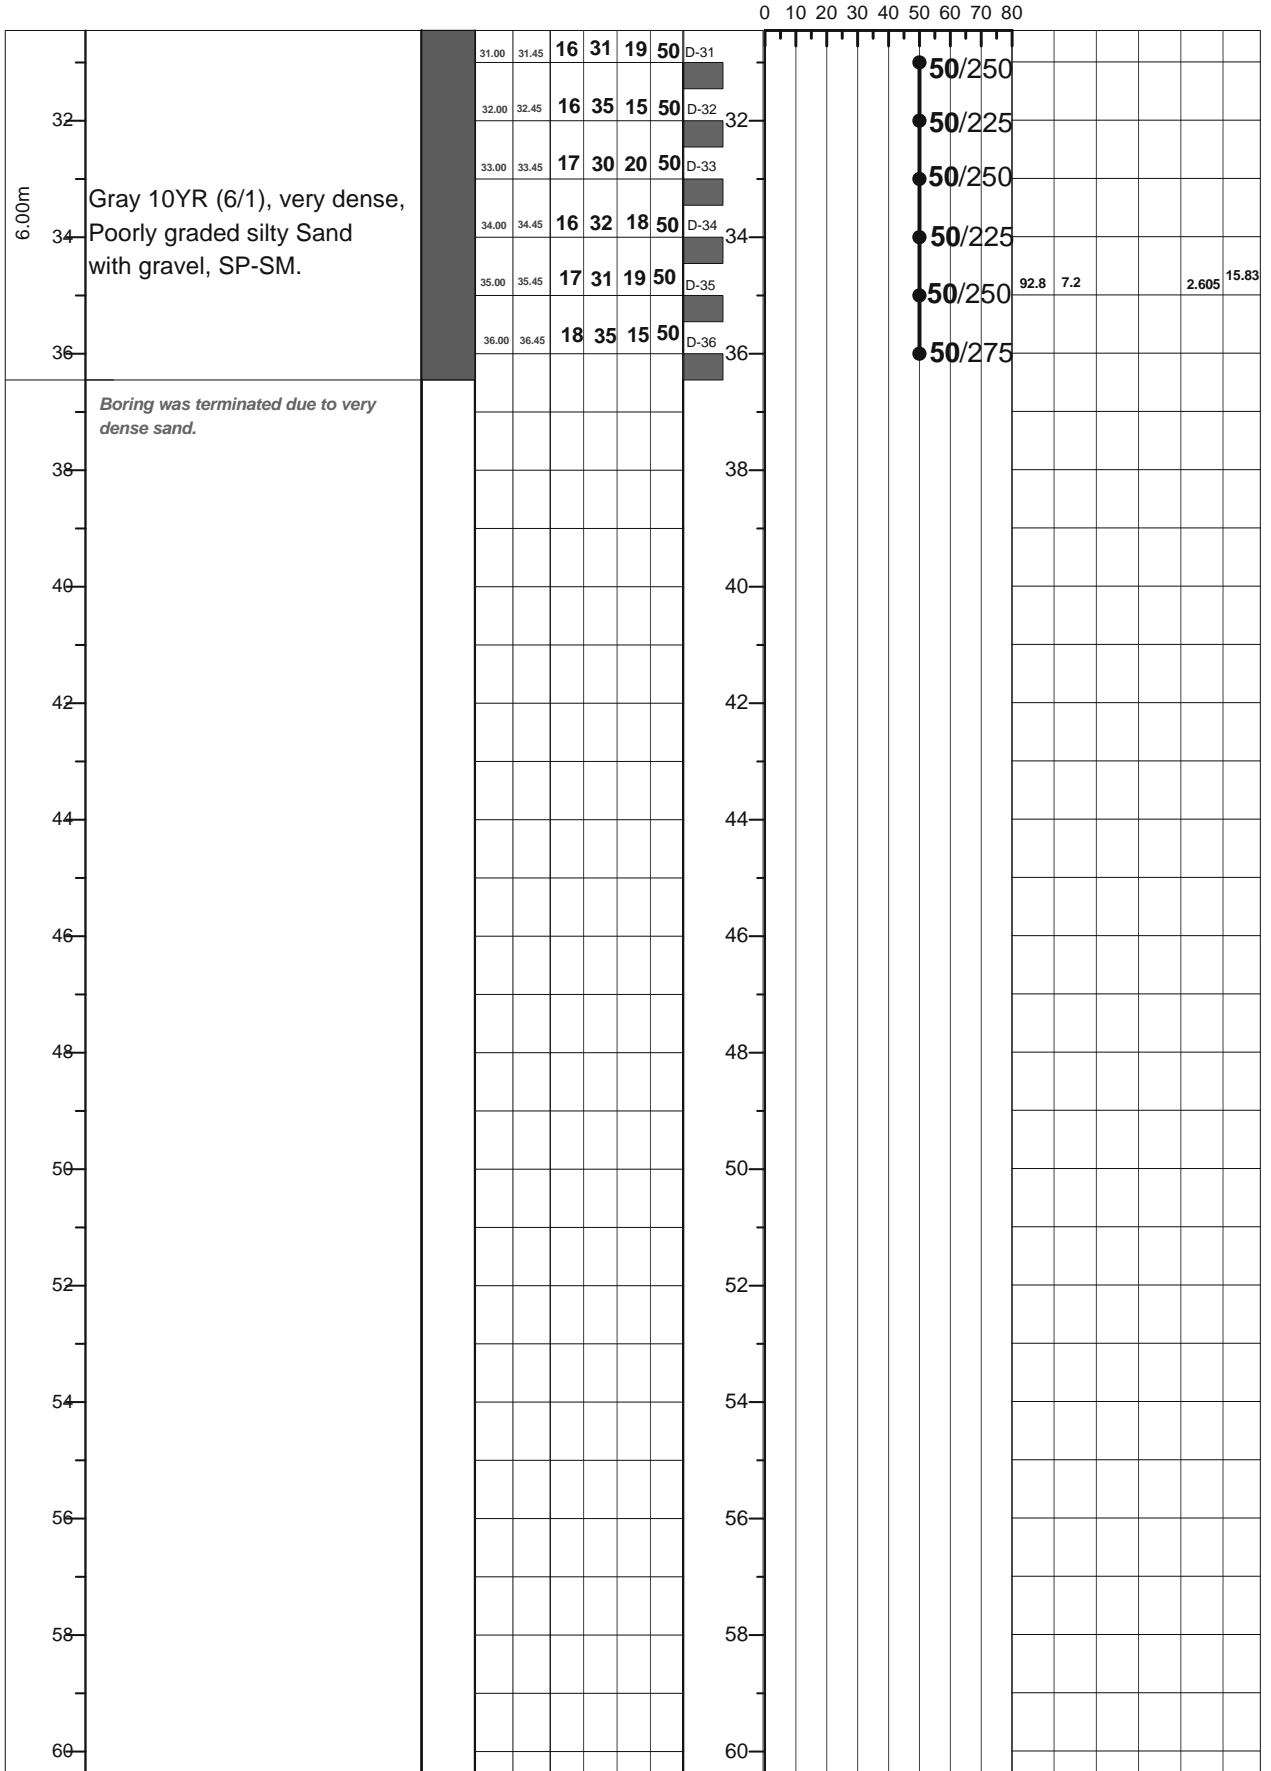 0 10 20 30 40 50 60 70 80
31.00 31.45 16 31 19 50 D-31
50/250
32.00 32.45 16 35 15 50 D-32
32
32
50/225
33.00 33.45 17 30 20 50 D-33
50/250
6.00m
Gray 10YR (6/1), very dense,
Poorly graded silty Sand
with gravel, SP-SM.
34.00 34.45 16 32 18 50 D-34
34
34
50/225
35.00 35.45 17 31 19 50 D-35
50/250
92.8 7.2 2.605 15.83
36.00 36.45 18 35 15 50 D-36
36
36
50/275
Boring was terminated due to very
dense sand.
38 38
40 40
42 42
44 44
46 46
48 48
50 50
52 52
54 54
56 56
58 58
60 60